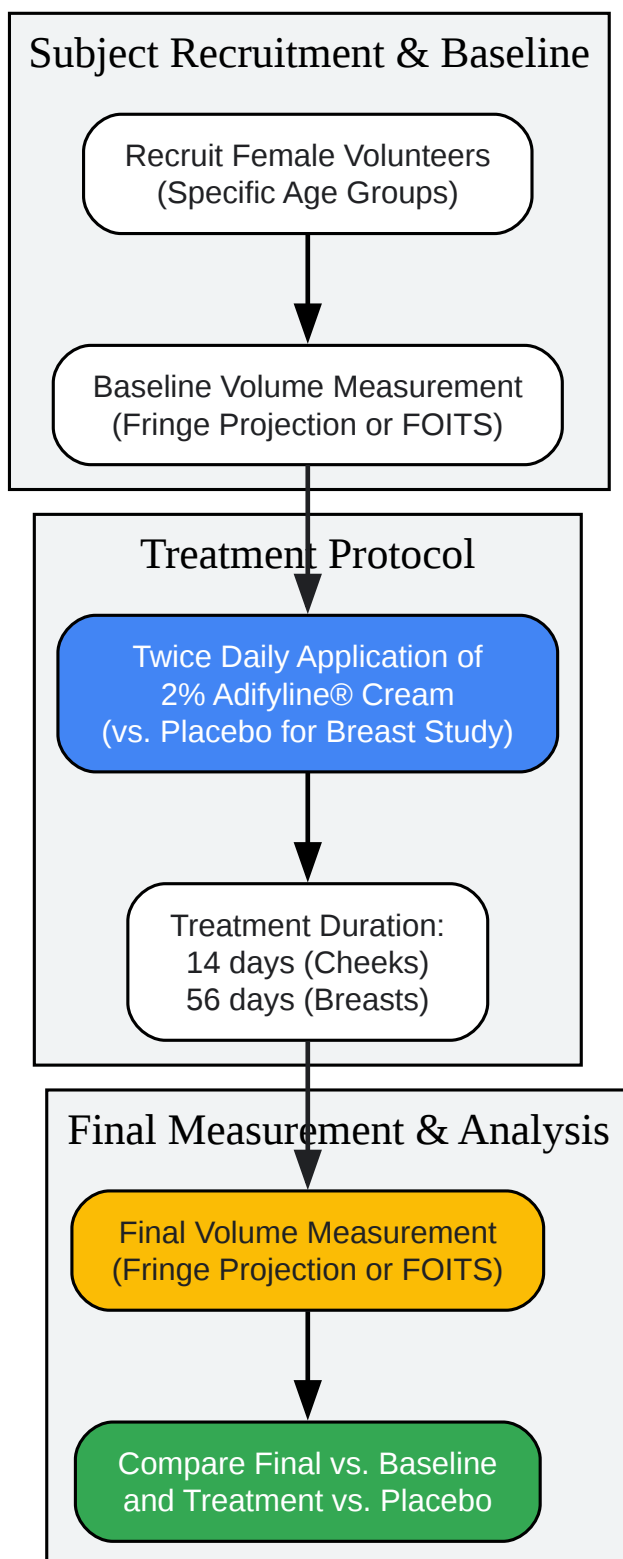 Subject Recruitment & Baseline
Recruit Female Volunteers
(Specific Age Groups)
Baseline Volume Measurement
(Fringe Projection or FOITS)
Treatment Protocol
Twice Daily Application of
2% Adifyline® Cream
(vs. Placebo for Breast Study)
Treatment Duration:
14 days (Cheeks)
56 days (Breasts)
Final Measurement & Analysis
Final Volume Measurement
(Fringe Projection or FOITS)
Compare Final vs. Baseline
and Treatment vs. Placebo